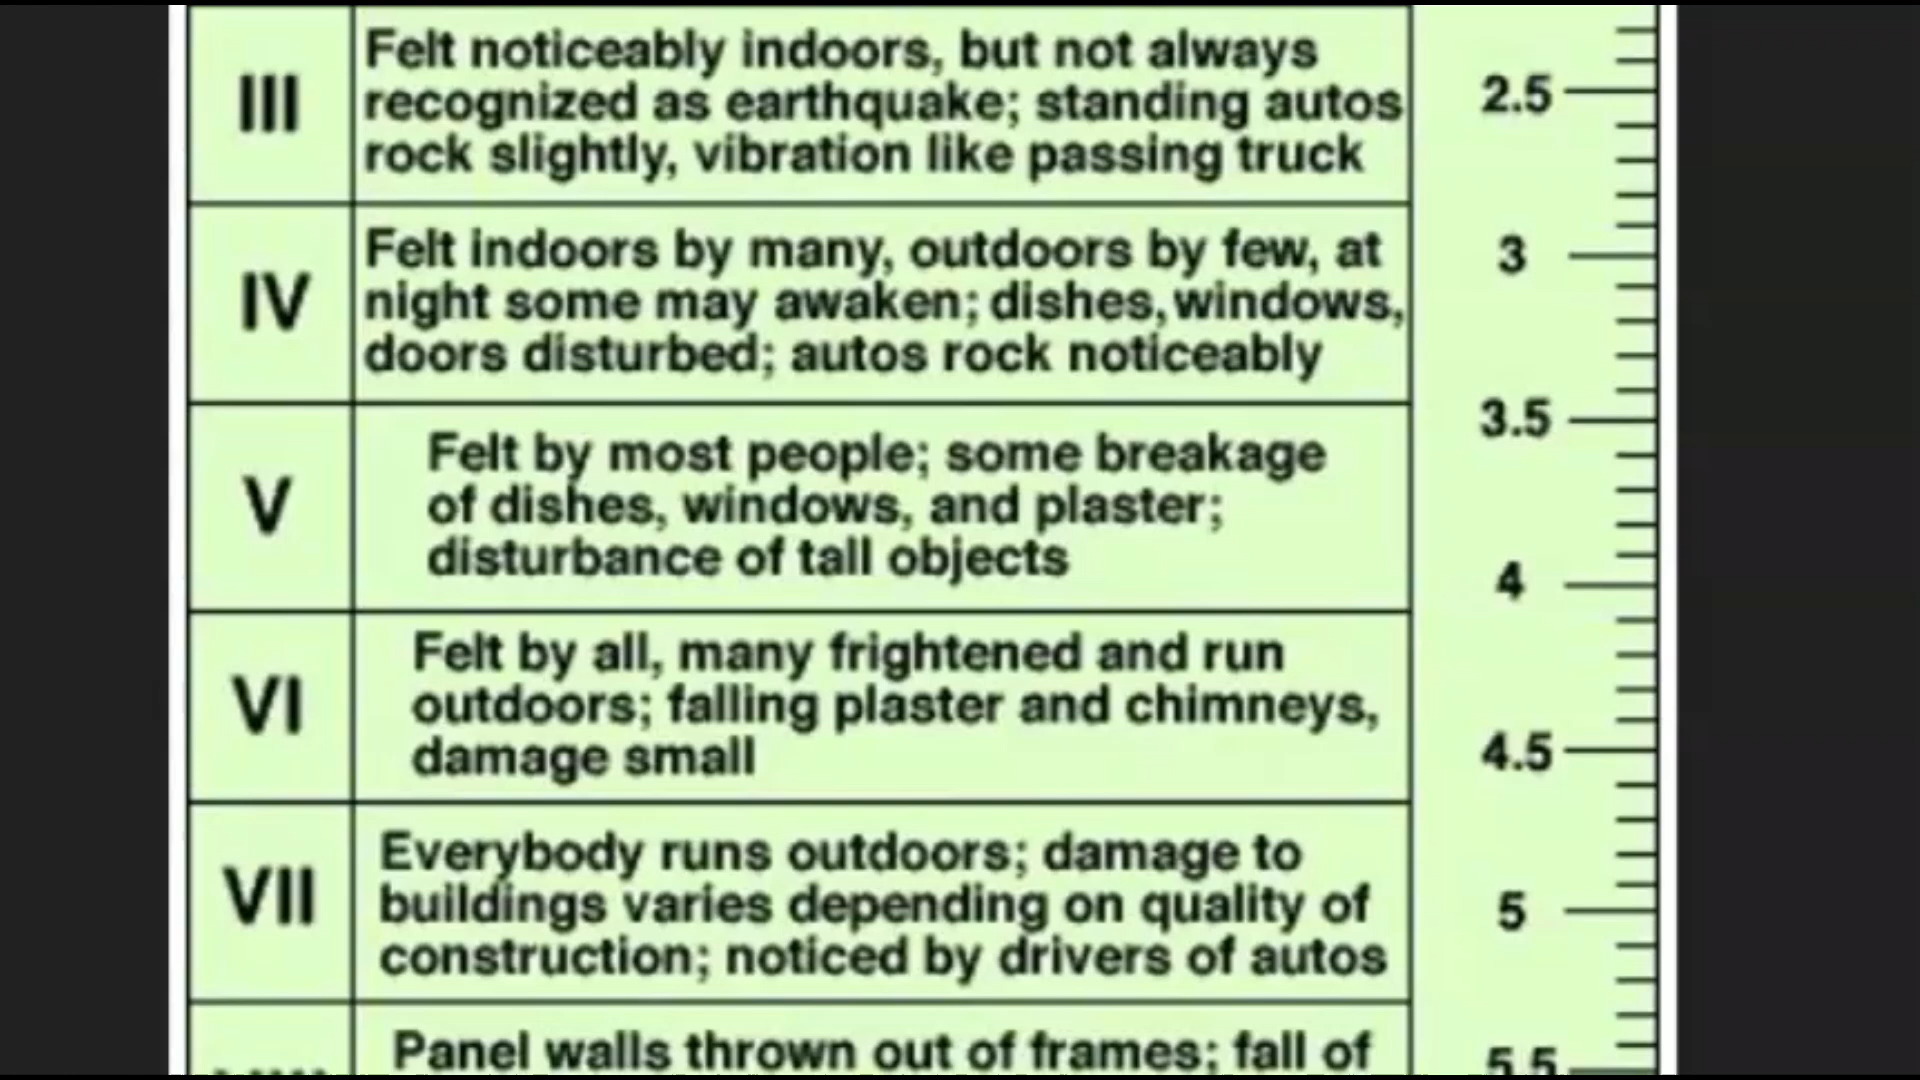 III
Felt noticeably indoors, but not always
recognized as earthquake; standing autos
rock slightly, vibration like passing truck
2.5
IV
Felt indoors by many, outdoors by few, at
night some may awaken; dishes, windows,
doors disturbed; autos rock noticeably
3
3.5
V
Felt by most people; some breakage
of dishes, windows, and plaster;
disturbance of tall objects
4
VI
Felt by all, many frightened and run
outdoors; falling plaster and chimneys,
damage small
4.5
VII
Everybody runs outdoors; damage to
buildings varies depending on quality of
construction; noticed by drivers of autos
5
Panel walls thrown out of frames; fall of
5.5